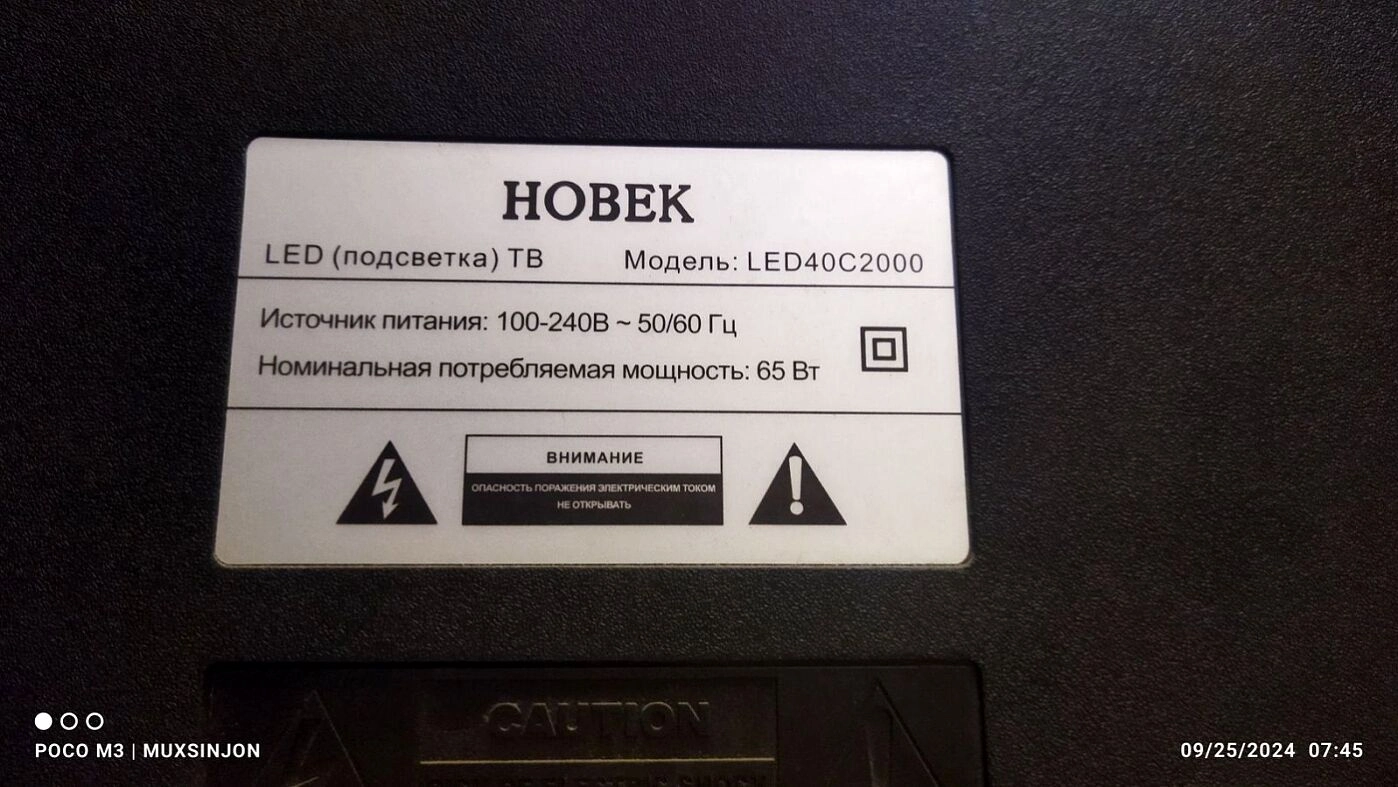 НОВЕК
LED (подсветка) ТВ Модель: LED40C2000
Источник питания: 100-240В ~ 50/60 Гц
Номинальная потребляемая мощность: 65 Вт
ВНИМАНИЕ
ОПАСНОСТЬ ПОРАЖЕНИЯ ЭЛЕКТРИЧЕСКИМ ТОКОМ
НЕ ОТКРЫВАТЬ
CAUTION
POCO M3 | MUXSINJON
09/25/2024 07:45